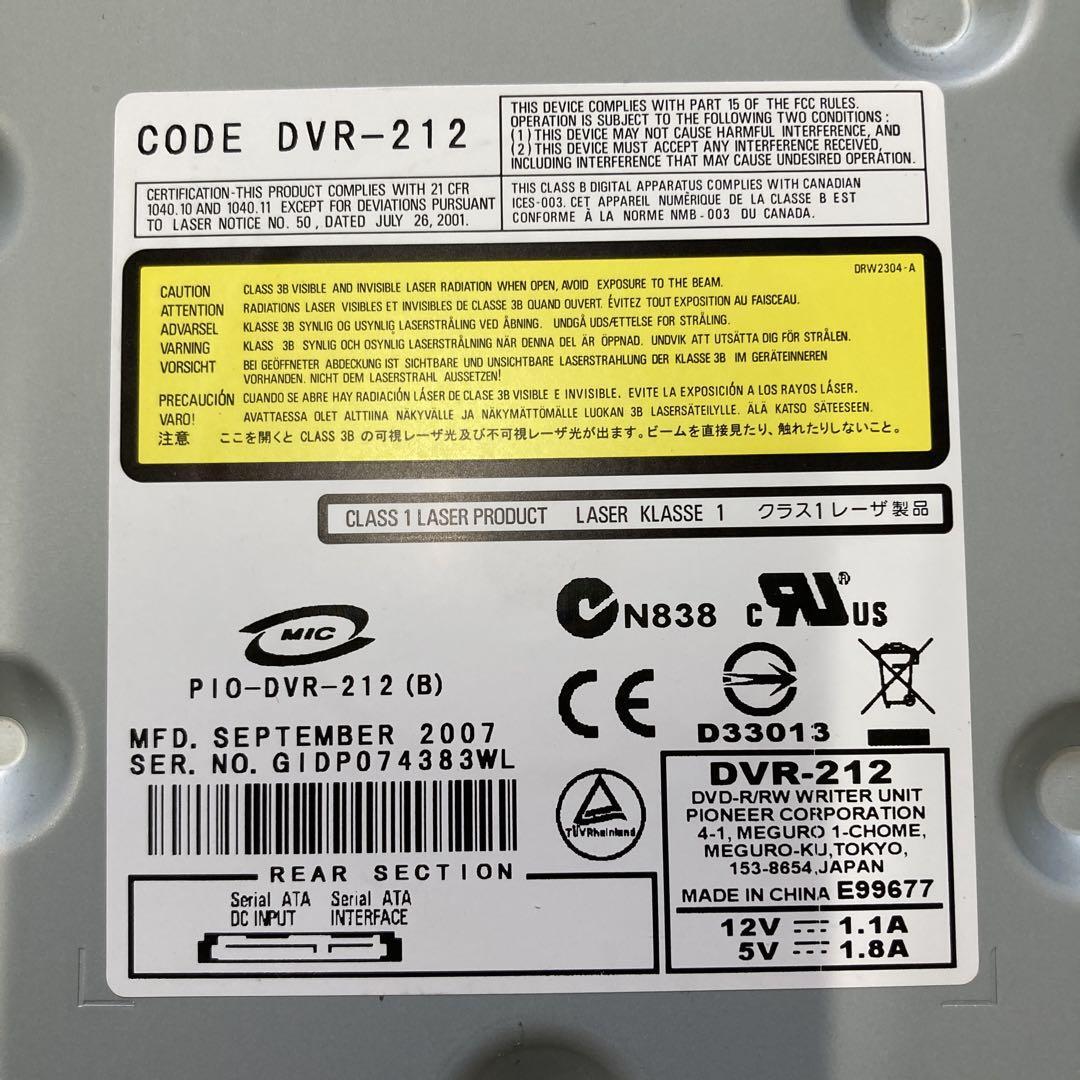 CODE DVR-212
CERTIFICATION-THIS PRODUCT COMPLIES WITH 21 CFR
1040.10 AND 1040.11 EXCEPT FOR DEVIATIONS PURSUANT
TO LASER NOTICE NO. 50, DATED JULY 26, 2001.
THIS DEVICE COMPLIES WITH PART 15 OF THE FCC RULES.
OPERATION IS SUBJECT TO THE FOLLOWING TWO CONDITIONS :
(1) THIS DEVICE MAY NOT CAUSE HARMFUL INTERFERENCE, AND
(2) THIS DEVICE MUST ACCEPT ANY INTERFERENCE RECEIVED,
INCLUDING INTERFERENCE THAT MAY CAUSE UNDESIRED OPERATION.
THIS CLASS B DIGITAL APPARATUS COMPLIES WITH CANADIAN
ICES-003. CET APPAREIL NUMÉRIQUE DE LA CLASSE B EST
CONFORME À LA NORME NMB-003 DU CANADA.
DRW2304-A
CAUTION CLASS 3B VISIBLE AND INVISIBLE LASER RADIATION WHEN OPEN, AVOID EXPOSURE TO THE BEAM.
ATTENTION RADIATIONS LASER VISIBLES ET INVISIBLES DE CLASSE 3B QUAND OUVERT. ÉVITEZ TOUT EXPOSITION AU FAISCEAU.
ADVARSEL KLASSE 3B SYNLIG OG USYNLIG LASERSTRÅLING VED ÅBNING. UNDGÅ UDSÆTTELSE FOR STRÅLING.
VARNING KLASS 3B SYNLIG OCH OSYNLIG LASERSTRÅLNING NÄR DENNA DEL ÄR ÖPPNAD. UNDVIK ATT UTSÄTTA DIG FÖR STRÅLEN.
VORSICHT BEI GEÖFFNETER ABDECKUNG IST SICHTBARE UND UNSICHTBARE LASERSTRAHLUNG DER KLASSE 3B IM GERÄTEINNEREN
VORHANDEN. NICHT DEM LASERSTRAHL AUSSETZEN!
PRECAUCIÓN CUANDO SE ABRE HAY RADIACIÓN LÁSER DE CLASE 3B VISIBLE E INVISIBLE. EVITE LA EXPOSICIÓN A LOS RAYOS LÁSER.
VARO! AVATTAESSA OLET ALTTIINA NÄKYVÄLLE JA NÄKYMÄTTÖMÄLLE LUOKAN 3B LASERSÄTEILYLLE. ÄLÄ KATSO SÄTEESEEN.
注意 ここを開くと CLASS 3B の可視レーザ光及び不可視レーザ光が出ます。ビームを直接見たり、触れたりしないこと。
CLASS 1 LASER PRODUCT LASER KLASSE 1 クラス1 レーザ製品
MIC
PIO-DVR-212 (B)
MFD. SEPTEMBER 2007
SER. NO. GIDP074383WL
N838
C RU® US
CE
D33013
TÜVRheinland
REAR SECTION
Serial ATA Serial ATA
DC INPUT INTERFACE
DVR-212
DVD-R/RW WRITER UNIT
PIONEER CORPORATION
4-1, MEGURO 1-CHOME,
MEGURO-KU, TOKYO,
153-8654, JAPAN
MADE IN CHINA E99677
12V ⎓ 1.1A
5V ⎓ 1.8A